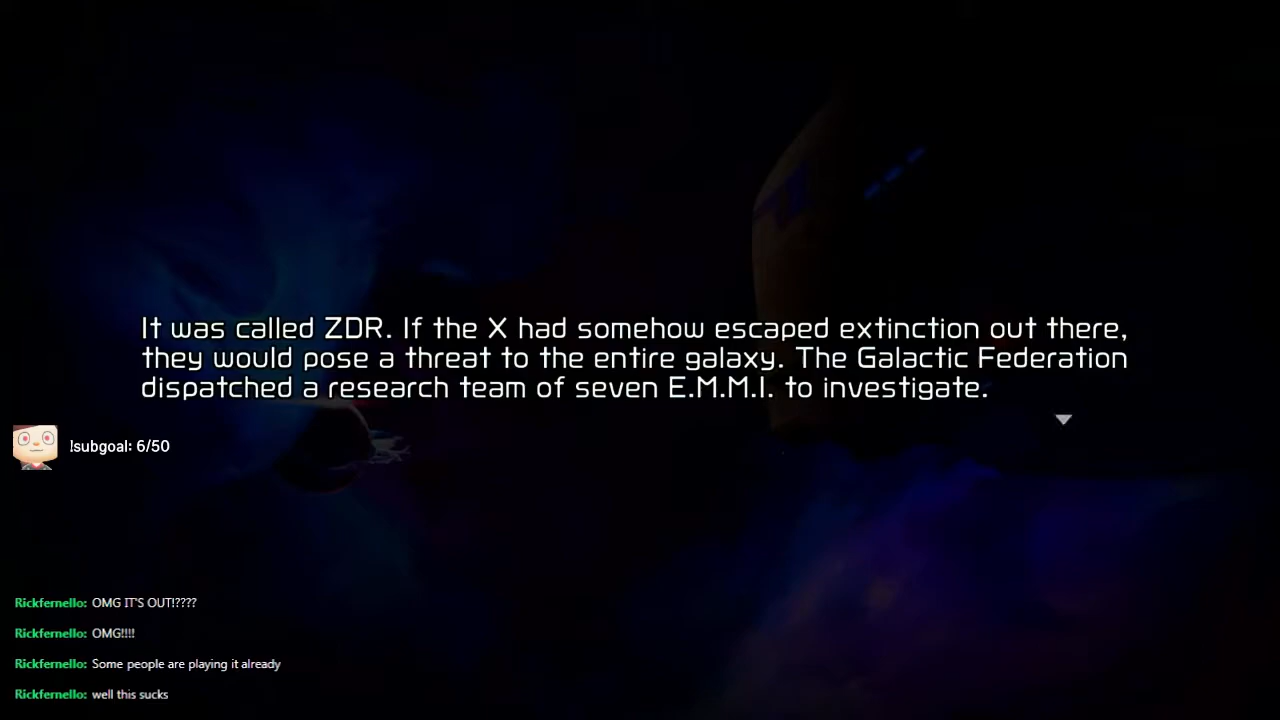 It was called ZDR. If the X had somehow escaped extinction out there,
they would pose a threat to the entire galaxy. The Galactic Federation
dispatched a research team of seven E.M.M.I. to investigate.
!subgoal: 6/50
Rickfernello: OMG IT'S OUT!????
Rickfernello: OMG!!!!
Rickfernello: Some people are playing it already
Rickfernello: well this sucks